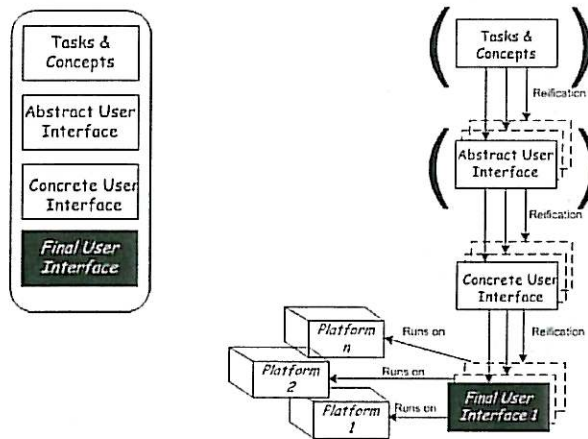 Tasks &
Concepts
Abstract User
Interface
Concrete User
Interface
Final User
Interface
Tasks &
Concepts
Reification
Abstract User
Interface
Reification
Concrete User
Interface
Reification
Platform
n
Runs on
Platform
2
Runs on
Platform
1
Runs on
Final User
Interface 1